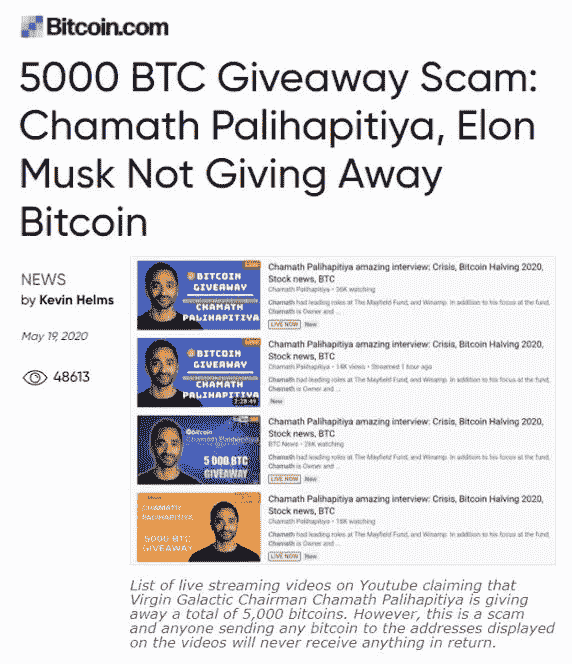 Bitcoin.com
5000 BTC Giveaway Scam:
Chamath Palihapitiya, Elon
Musk Not Giving Away
Bitcoin
NEWS
by Kevin Helms
May 19, 2020
48613
BITCOIN
GIVEAWAY
CHAMATH
PALIHAPITIYA
Chamath Palihapitiya amazing interview: Crisis, Bitcoin Halving 2020,
Stock news, BTC
Chamath Palihapitiya • 36K watching
Chamath had leading roles at The Mayfield Fund, and Winamp. In addition to his focus at the fund,
Chamath is Owner and ...
LIVE NOW New
BITCOIN
GIVEAWAY
CHAMATH
PALIHAPITIYA
2:28:49
Chamath Palihapitiya amazing interview: Crisis, Bitcoin Halving 2020,
Stock news, BTC
Chamath Palihapitiya • 14K views • Streamed 1 hour ago
Chamath had leading roles at The Mayfield Fund, and Winamp. In addition to his focus at the fund,
Chamath is Owner and ...
New
bitcoin
Chamath Palihapitiya
5 000 BTC
GIVEAWAY
Chamath Palihapitiya amazing interview: Crisis, Bitcoin Halving 2020,
Stock news, BTC
BTC News • 26K watching
Chamath had leading roles at The Mayfield Fund, and Winamp. In addition to his focus at the fund,
Chamath is Owner and ...
LIVE NOW New
CHAMATH
PALIHAPITIYA
5000 BTC
GIVEAWAY
Chamath Palihapitiya amazing interview: Crisis, Bitcoin Halving 2020,
Stock news, BTC
Chamath Palihapitiya • 16K watching
Chamath had leading roles at The Mayfield Fund, and Winamp. In addition to his focus at the fund,
Chamath is Owner and ...
LIVE NOW New
List of live streaming videos on Youtube claiming that
Virgin Galactic Chairman Chamath Palihapitiya is giving
away a total of 5,000 bitcoins. However, this is a scam
and anyone sending any bitcoin to the addresses displayed
on the videos will never receive anything in return.